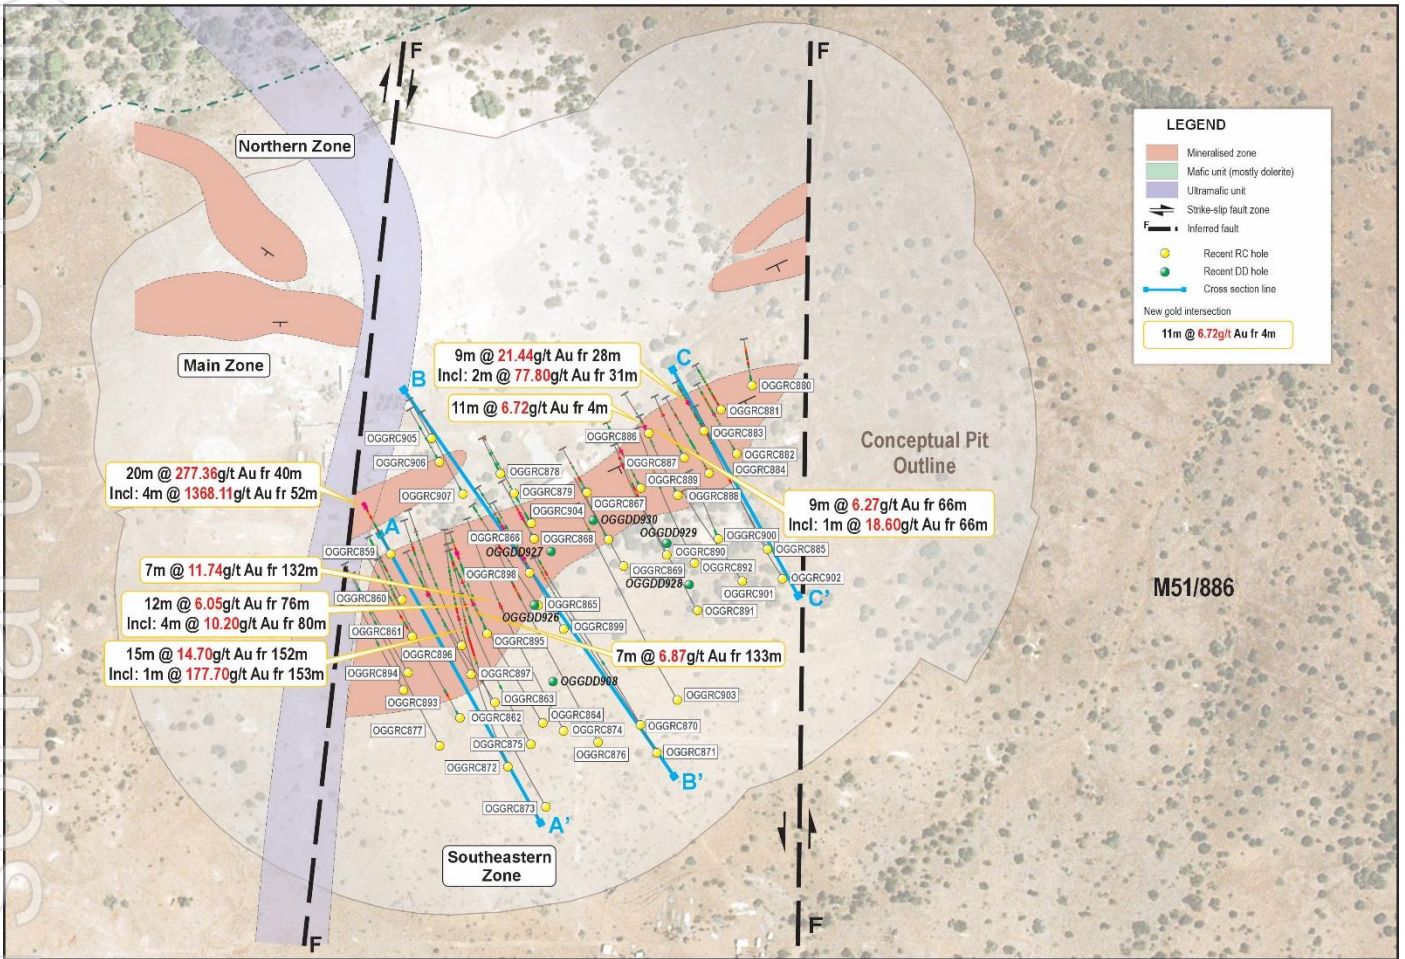 F
F
Northern Zone
Main Zone
LEGEND
Mineralised zone
Mafic unit (mostly dolerite)
Ultramafic unit
Strike-slip fault zone
F
Inferred fault
Recent RC hole
Recent DD hole
Cross section line
New gold intersection
11m @ 6.72g/t Au fr 4m
9m @ 21.44g/t Au fr 28m
Incl: 2m @ 77.80g/t Au fr 31m
11m @ 6.72g/t Au fr 4m
B
C
OGGRC880
OGGRC881
OGGRC883
OGGRC882
OGGRC884
OGGRC886
OGGRC887
OGGRC889
OGGRC888
OGGRC905
OGGRC906
OGGRC907
OGGRC878
OGGRC879
OGGRC904
OGGRC867
OGGRC866
OGGRC868
OGGDD930
OGGDD929
OGGDD927
OGGDD928
OGGRC900
OGGRC885
OGGRC890
OGGRC869
OGGRC892
OGGRC902
OGGRC901
OGGRC891
C'
Conceptual Pit
Outline
9m @ 6.27g/t Au fr 66m
Incl: 1m @ 18.60g/t Au fr 66m
M51/886
20m @ 277.36g/t Au fr 40m
Incl: 4m @ 1368.11g/t Au fr 52m
A
OGGRC859
OGGRC860
OGGRC861
7m @ 11.74g/t Au fr 132m
12m @ 6.05g/t Au fr 76m
Incl: 4m @ 10.20g/t Au fr 80m
15m @ 14.70g/t Au fr 152m
Incl: 1m @ 177.70g/t Au fr 153m
OGGRC898
OGGRC865
OGGDD926
OGGRC899
OGGRC895
OGGRC896
7m @ 6.87g/t Au fr 133m
OGGRC894
OGGRC897
OGGDD908
OGGRC893
OGGRC863
OGGRC903
OGGRC862
OGGRC864
OGGRC877
OGGRC874
OGGRC870
OGGRC875
OGGRC876
OGGRC871
OGGRC872
B'
OGGRC873
A'
Southeastern
Zone
F
F